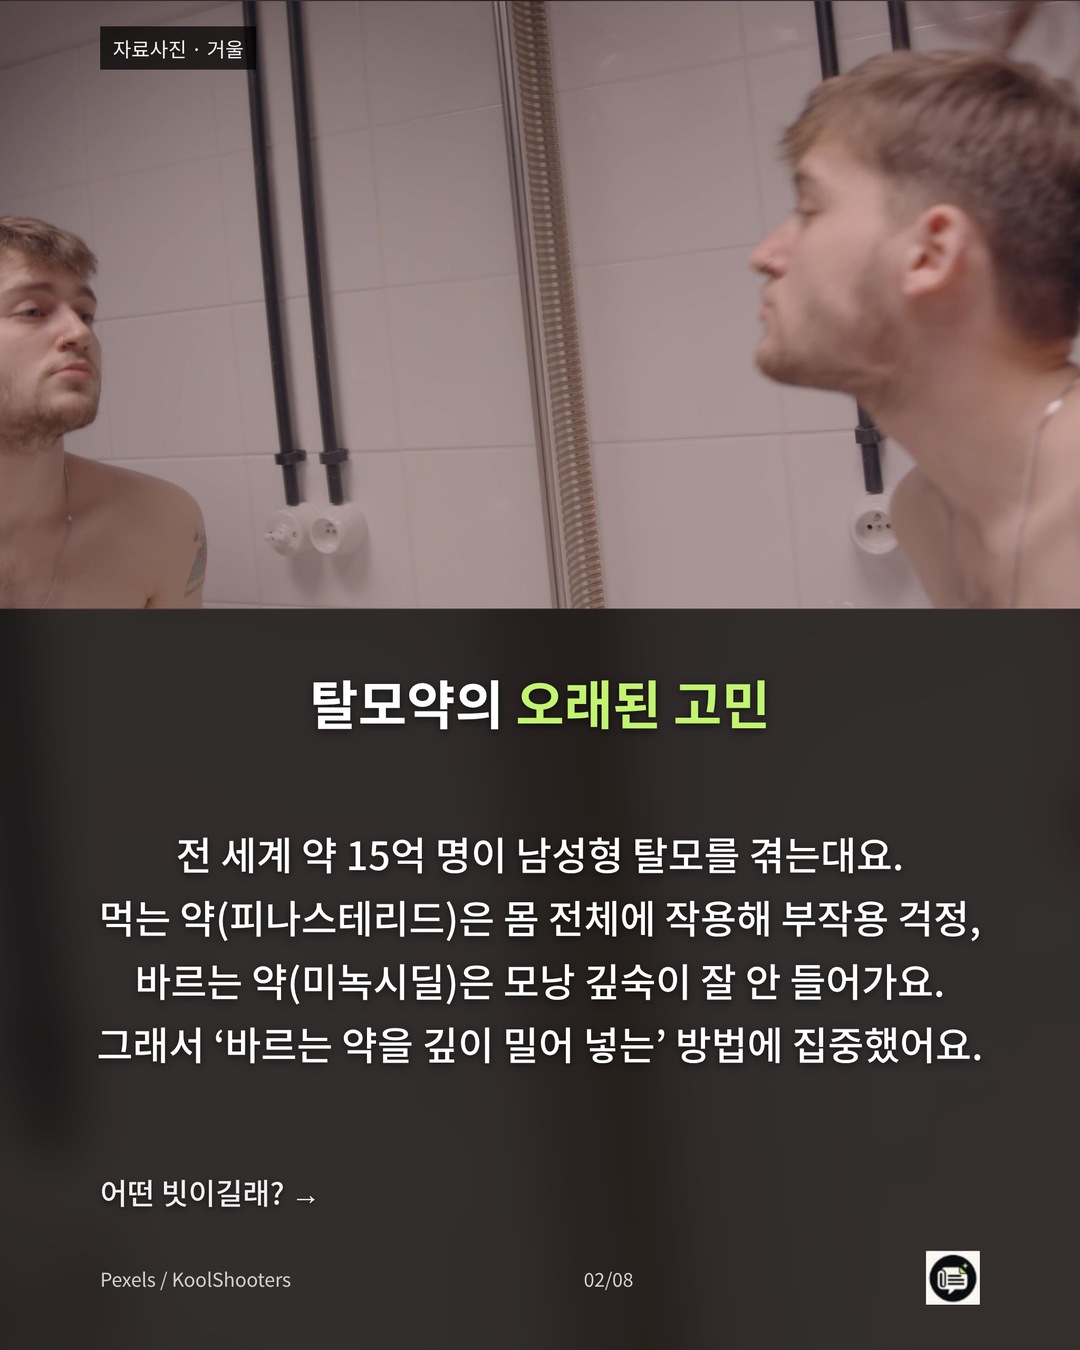 자료사진 · 거울
탈모약의 오래된 고민
전 세계 약 15억 명이 남성형 탈모를 겪는대요.
먹는 약(피나스테리드)은 몸 전체에 작용해 부작용 걱정,
바르는 약(미녹시딜)은 모낭 깊숙이 잘 안 들어가요.
그래서 ‘바르는 약을 깊이 밀어 넣는’ 방법에 집중했어요.
어떤 빗이길래? →
Pexels / KoolShooters
02/08